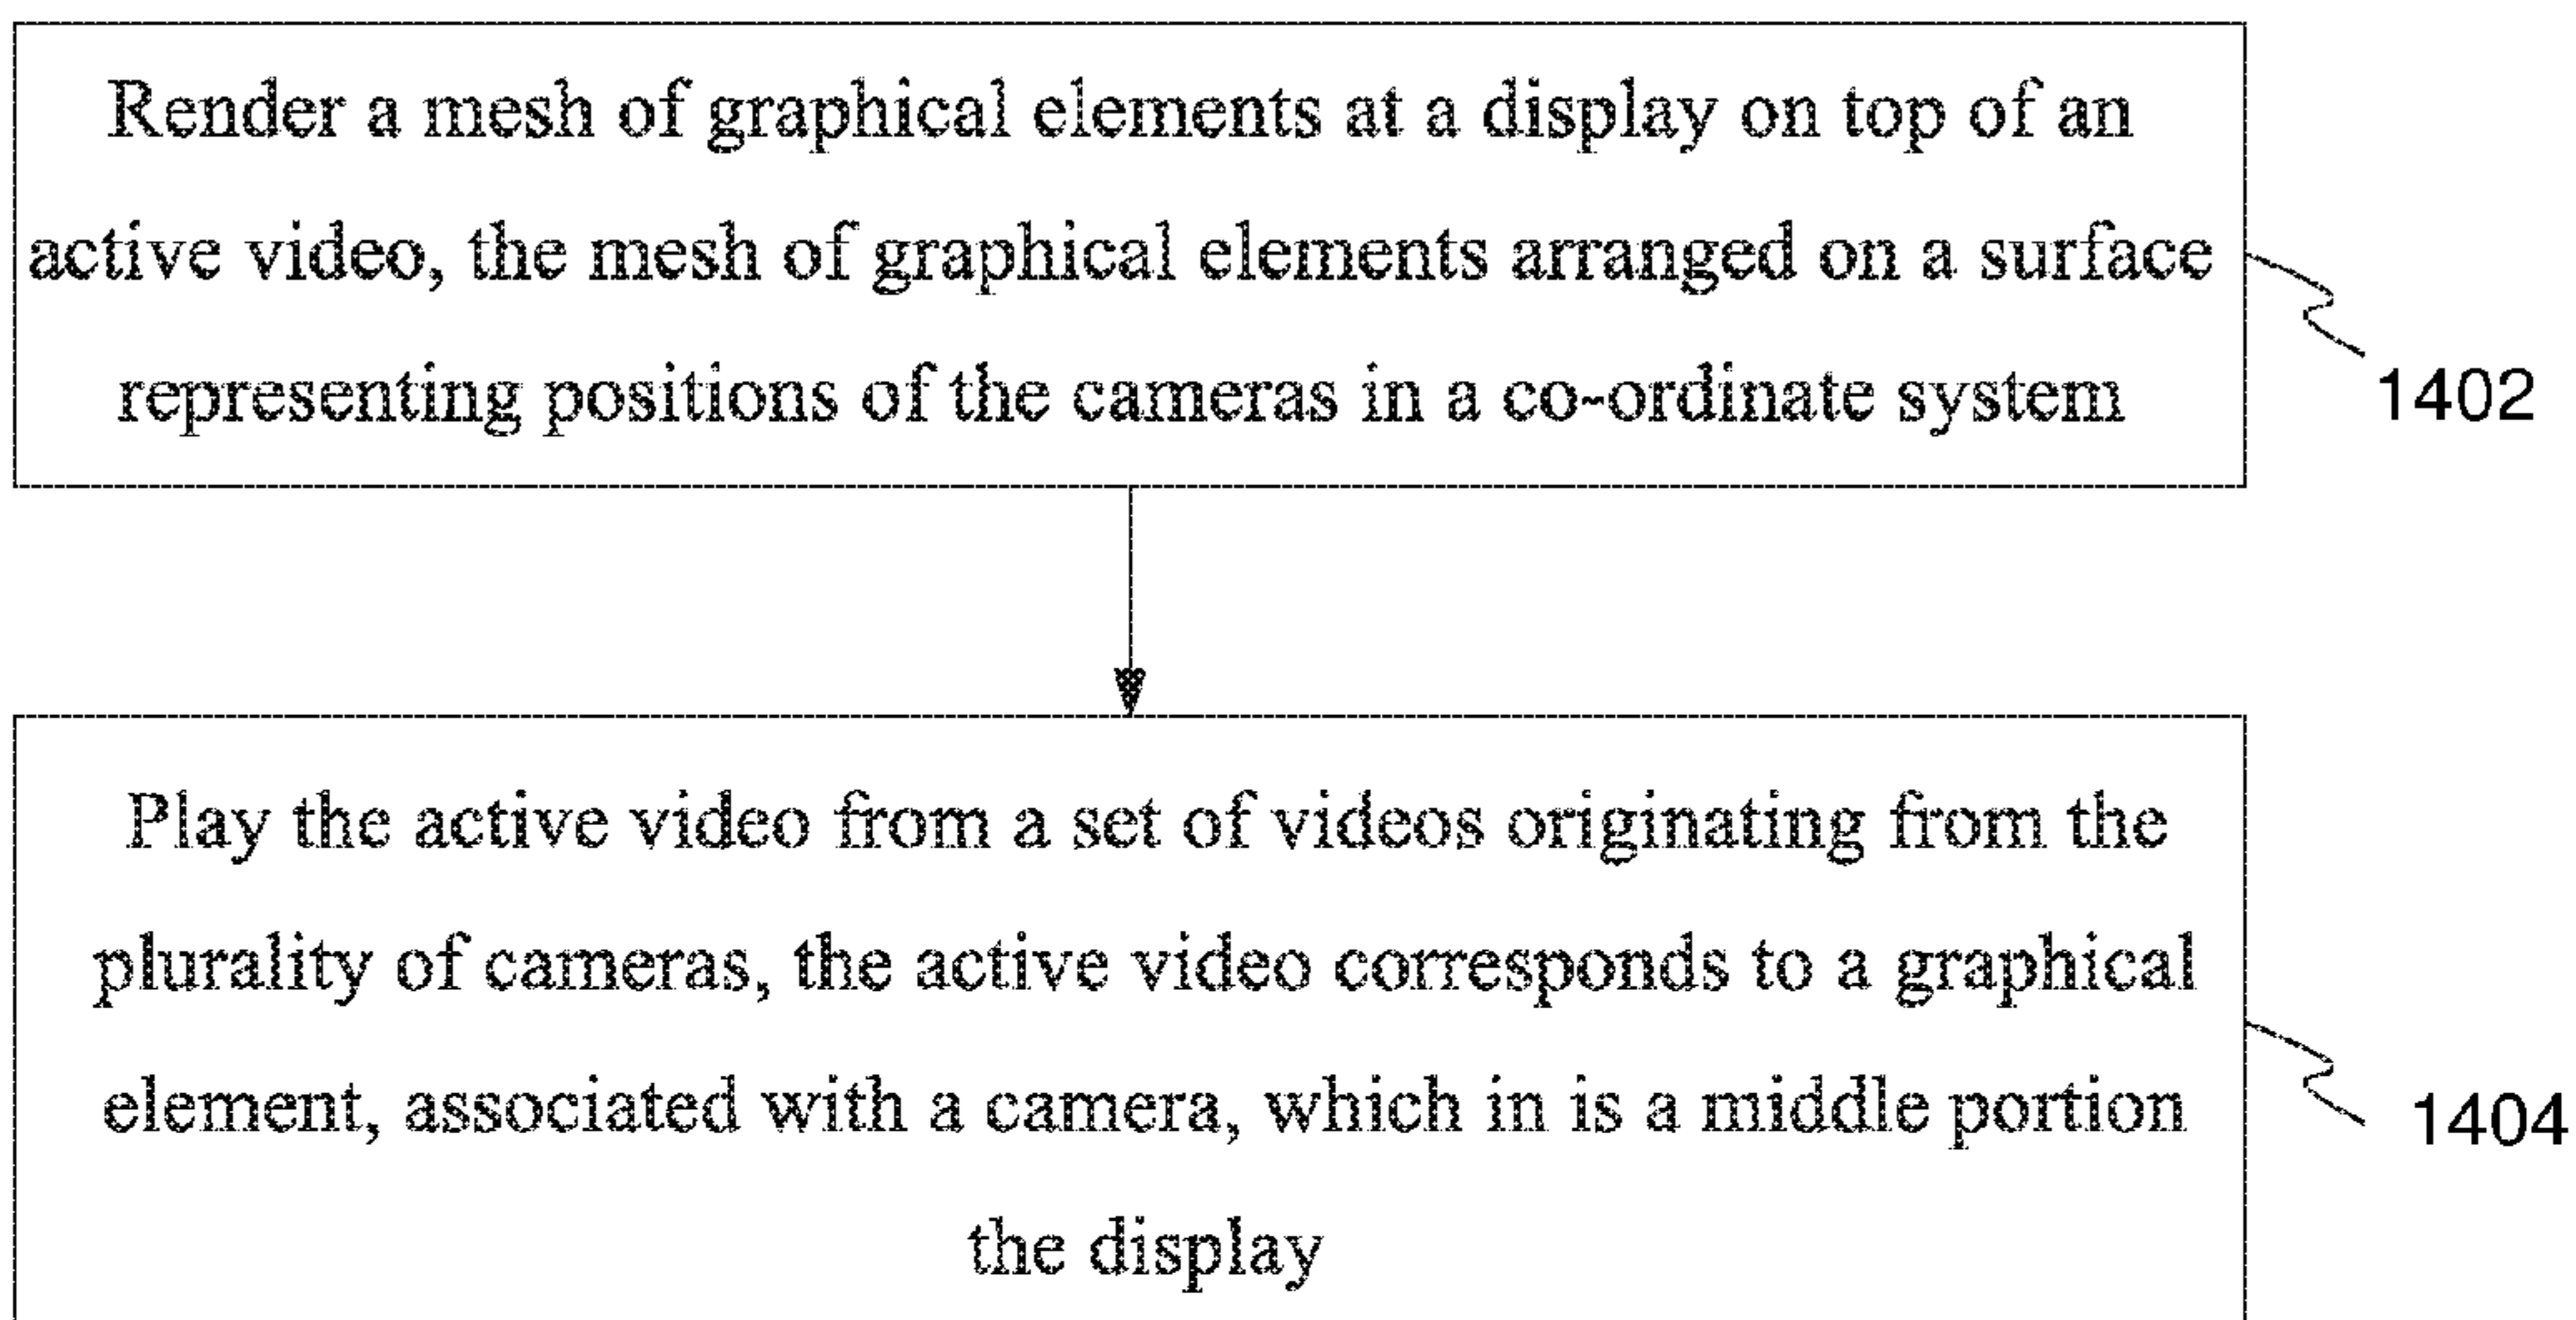 Render a mesh of graphical elements at a display on top of an
active video, the mesh of graphical elements arranged on a surface
representing positions of the cameras in a co-ordinate system
1402
Play the active video from a set of videos originating from the
plurality of cameras, the active video corresponds to a graphical
element, associated with a camera, which in is a middle portion
the display
1404